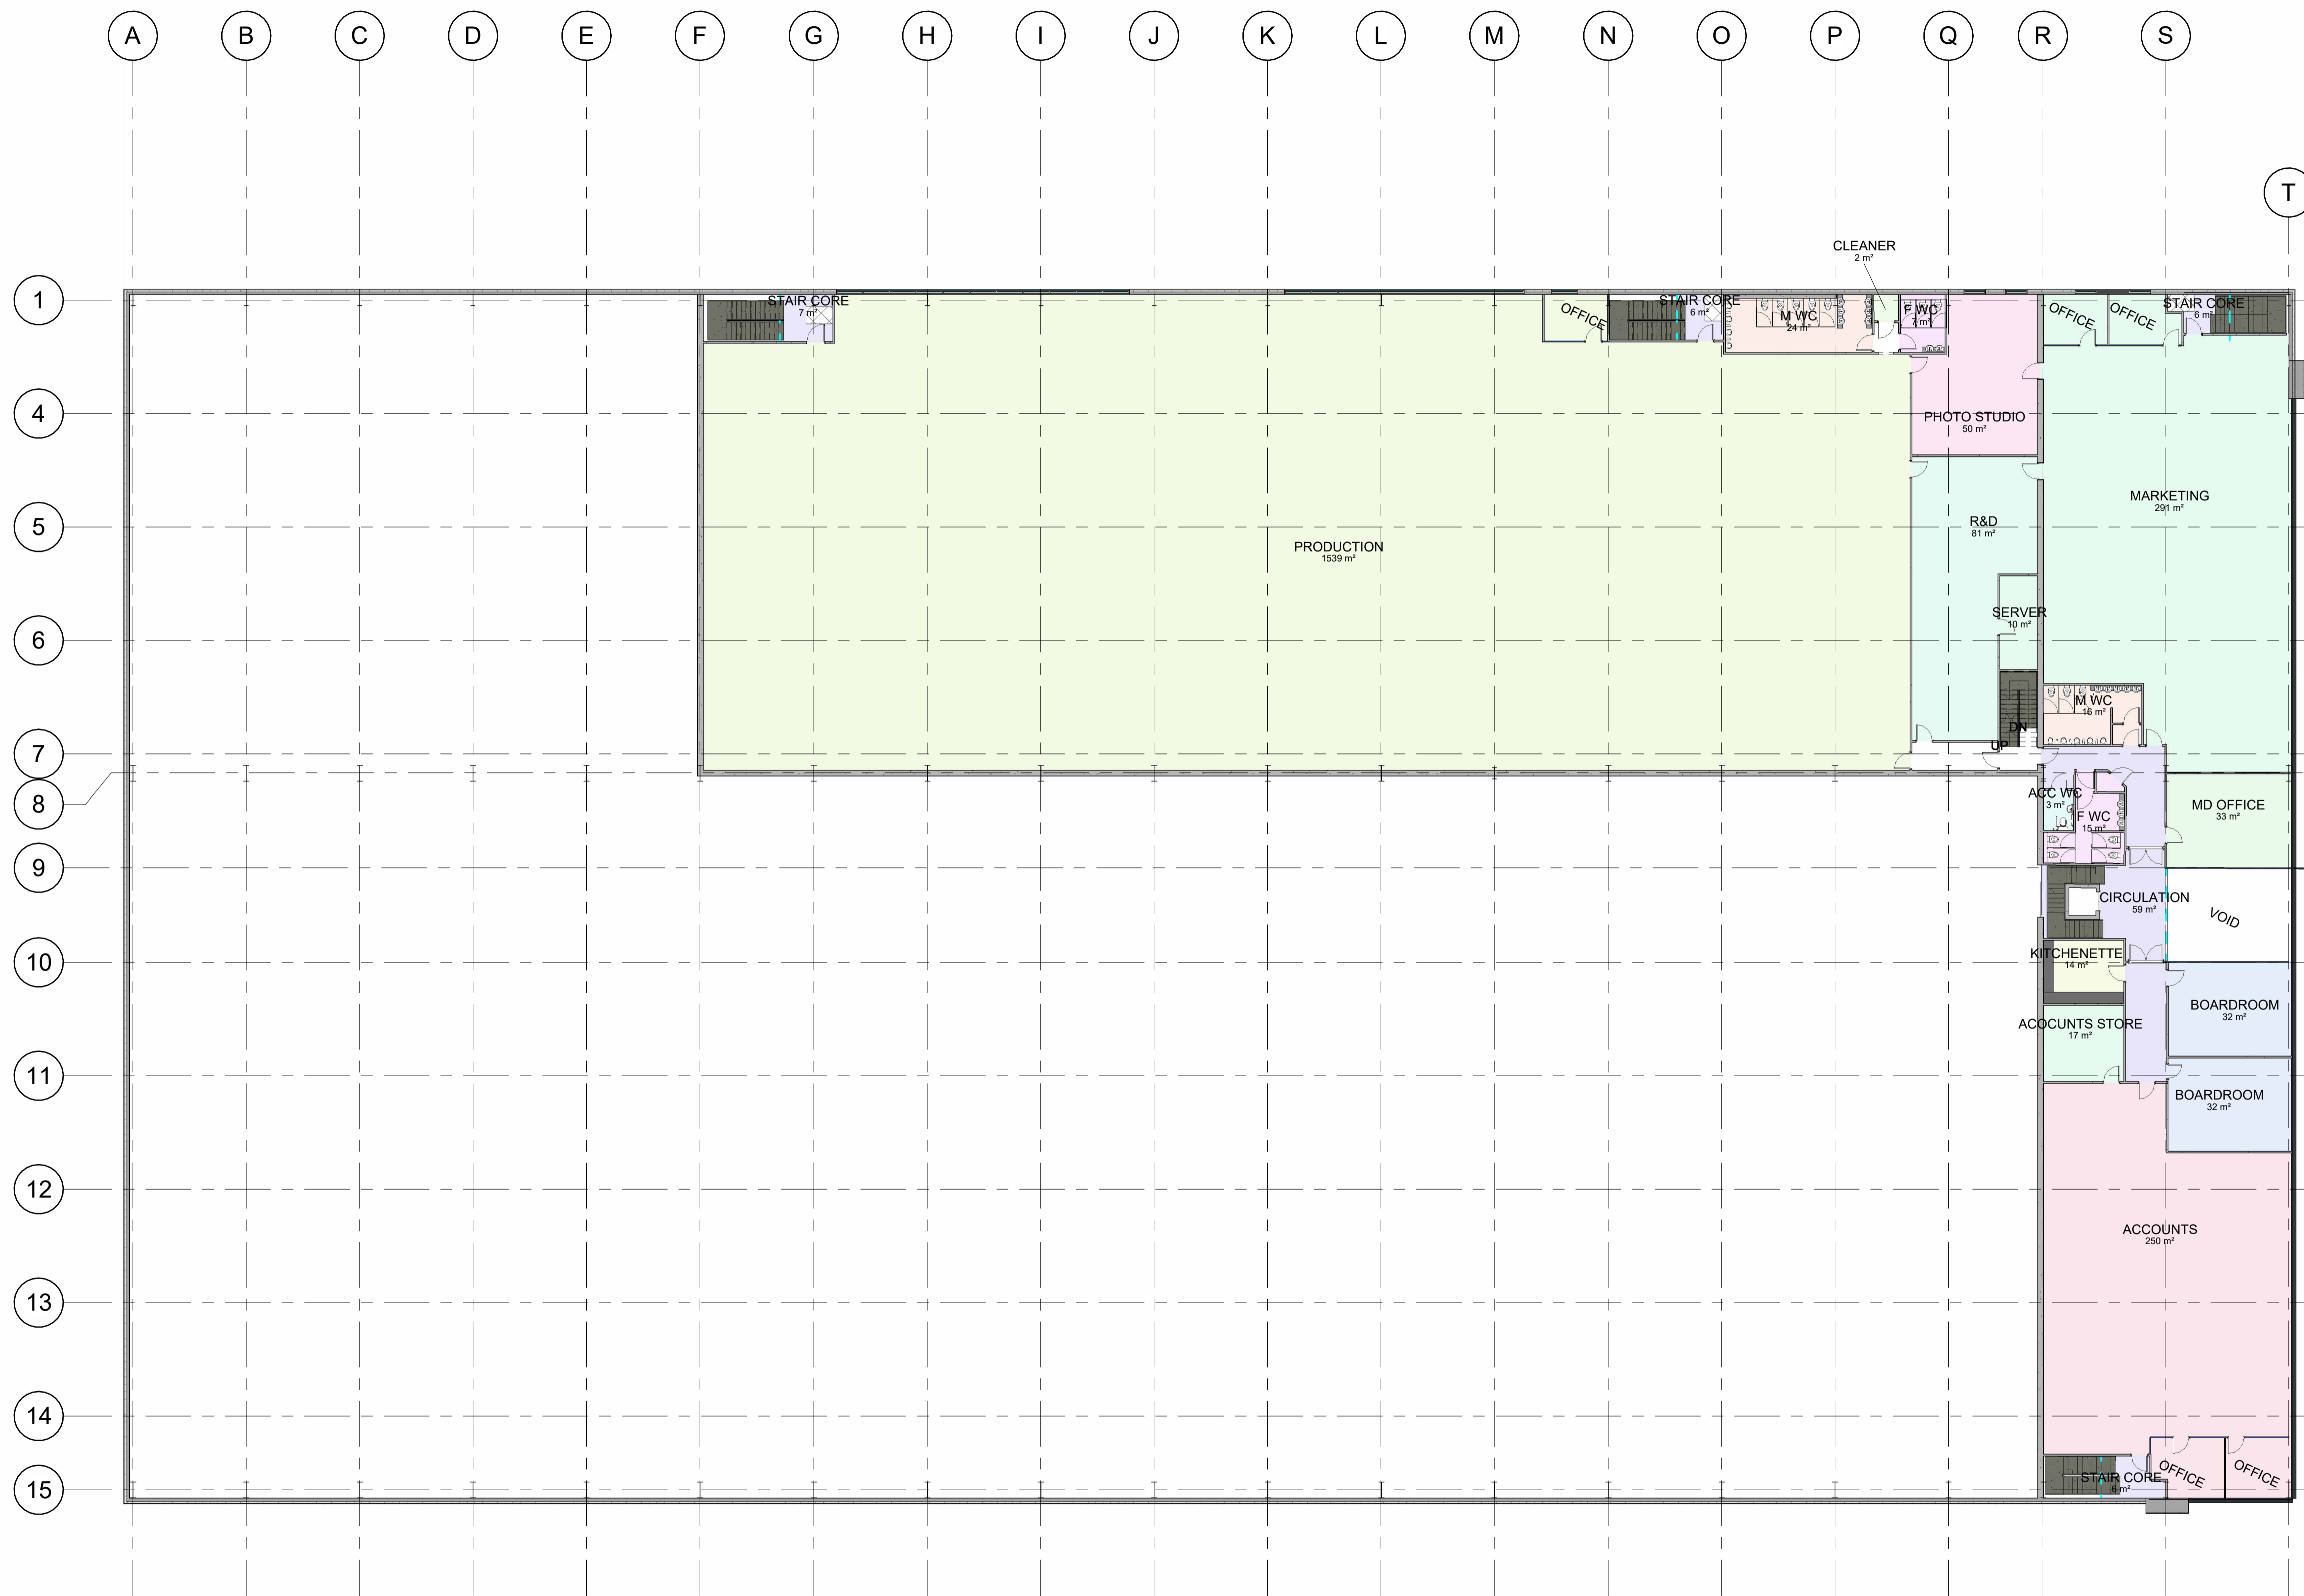 A
B
C
D
E
F
G
H
I
J
K
L
M
N
O
P
Q
R
S
T
CLEANER
2 m²
1
STAIR CORE
7 m²
OFFICE
STAIR CORE
6 m²
M WC
24 m²
F WC
7 m²
OFFICE
OFFICE
STAIR CORE
6 m²
4
PHOTO STUDIO
50 m²
MARKETING
291 m²
5
R&D
81 m²
PRODUCTION
1539 m²
SERVER
10 m²
6
M WC
16 m²
DN
UP
7
8
ACC WC
3 m²
F WC
15 m²
MD OFFICE
33 m²
9
CIRCULATION
59 m²
VOID
10
KITCHENETTE
14 m²
BOARDROOM
32 m²
ACOCUNTS STORE
17 m²
11
BOARDROOM
32 m²
12
ACCOUNTS
250 m²
13
14
15
STAIR CORE
6 m²
OFFICE
OFFICE